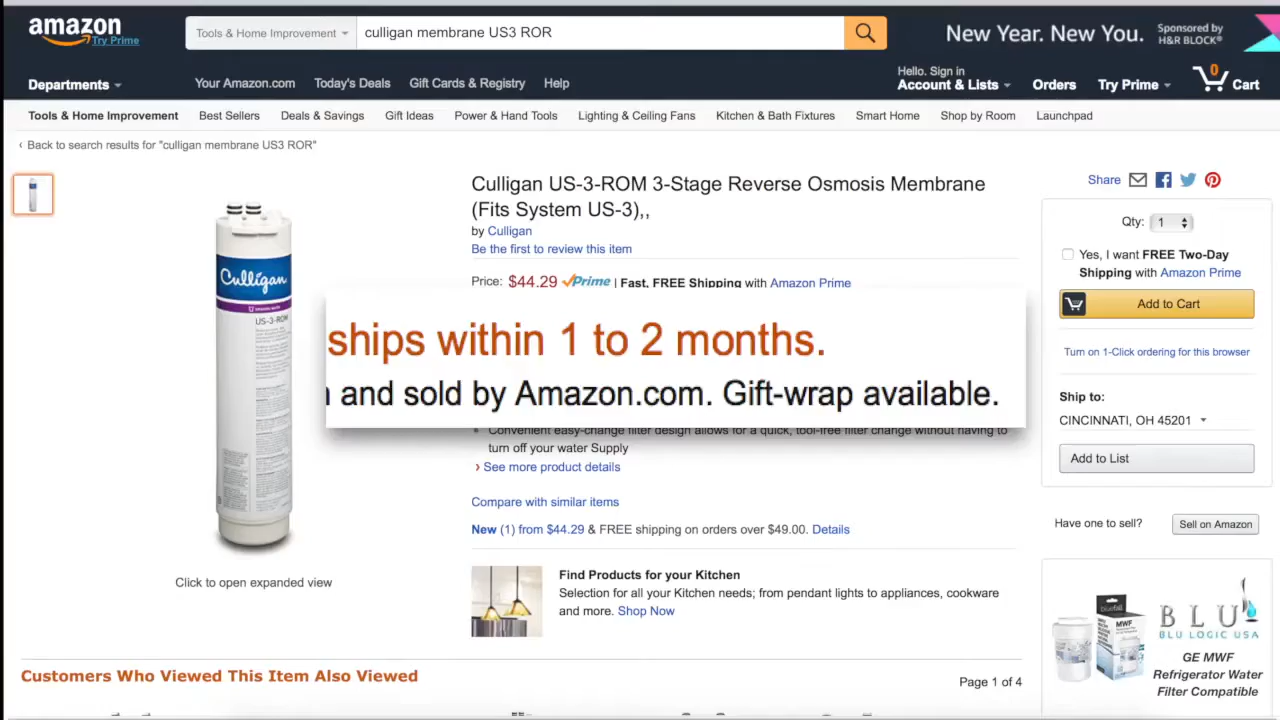 amazon
Try Prime
Tools & Home Improvement
culligan membrane US3 ROR
New Year. New You.
Sponsored by
H&R BLOCK®
Departments
Your Amazon.com
Today's Deals
Gift Cards & Registry
Help
Hello. Sign in
Account & Lists
Orders
Try Prime
0
Cart
Tools & Home Improvement
Best Sellers
Deals & Savings
Gift Ideas
Power & Hand Tools
Lighting & Ceiling Fans
Kitchen & Bath Fixtures
Smart Home
Shop by Room
Launchpad
‹ Back to search results for "culligan membrane US3 ROR"
Culligan US-3-ROM 3-Stage Reverse Osmosis Membrane
(Fits System US-3),,
by Culligan
Be the first to review this item
Price: $44.29 Prime | Fast, FREE Shipping with Amazon Prime
ships within 1 to 2 months.
and sold by Amazon.com. Gift-wrap available.
Convenient easy-change filter design allows for a quick, tool-free filter change without having to
turn off your water Supply
› See more product details
Compare with similar items
New (1) from $44.29 & FREE shipping on orders over $49.00. Details
Find Products for your Kitchen
Selection for all your Kitchen needs; from pendant lights to appliances, cookware
and more. Shop Now
Culligan
US-3-ROM
Click to open expanded view
Share
Qty: 1
Yes, I want FREE Two-Day
Shipping with Amazon Prime
Add to Cart
Turn on 1-Click ordering for this browser
Ship to:
CINCINNATI, OH 45201
Add to List
Have one to sell?
Sell on Amazon
bluefall
MWF
BLU
BLU LOGIC USA
GE MWF
Refrigerator Water
Filter Compatible
Customers Who Viewed This Item Also Viewed
Page 1 of 4